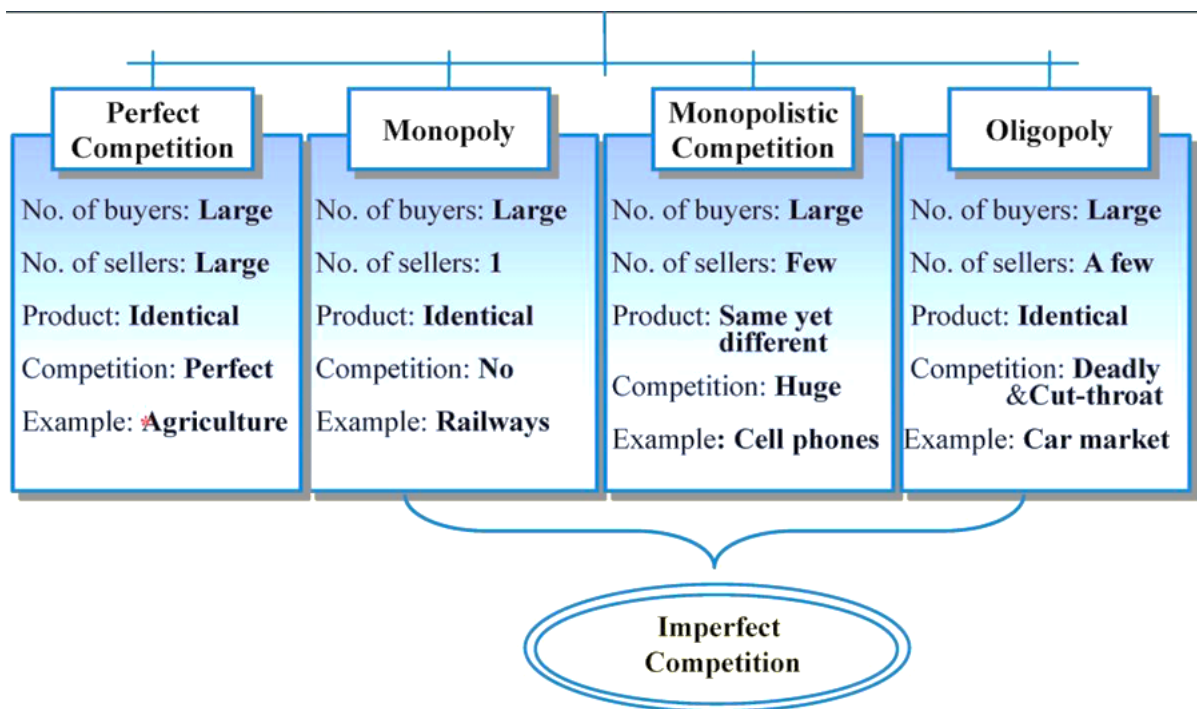 Perfect
Competition
No. of buyers: Large
No. of sellers: Large
Product: Identical
Competition: Perfect
Example: *Agriculture
Monopoly
No. of buyers: Large
No. of sellers: 1
Product: Identical
Competition: No
Example: Railways
Monopolistic
Competition
No. of buyers: Large
No. of sellers: Few
Product: Same yet
different
Competition: Huge
Example: Cell phones
Oligopoly
No. of buyers: Large
No. of sellers: A few
Product: Identical
Competition: Deadly
&Cut-throat
Example: Car market
Imperfect
Competition